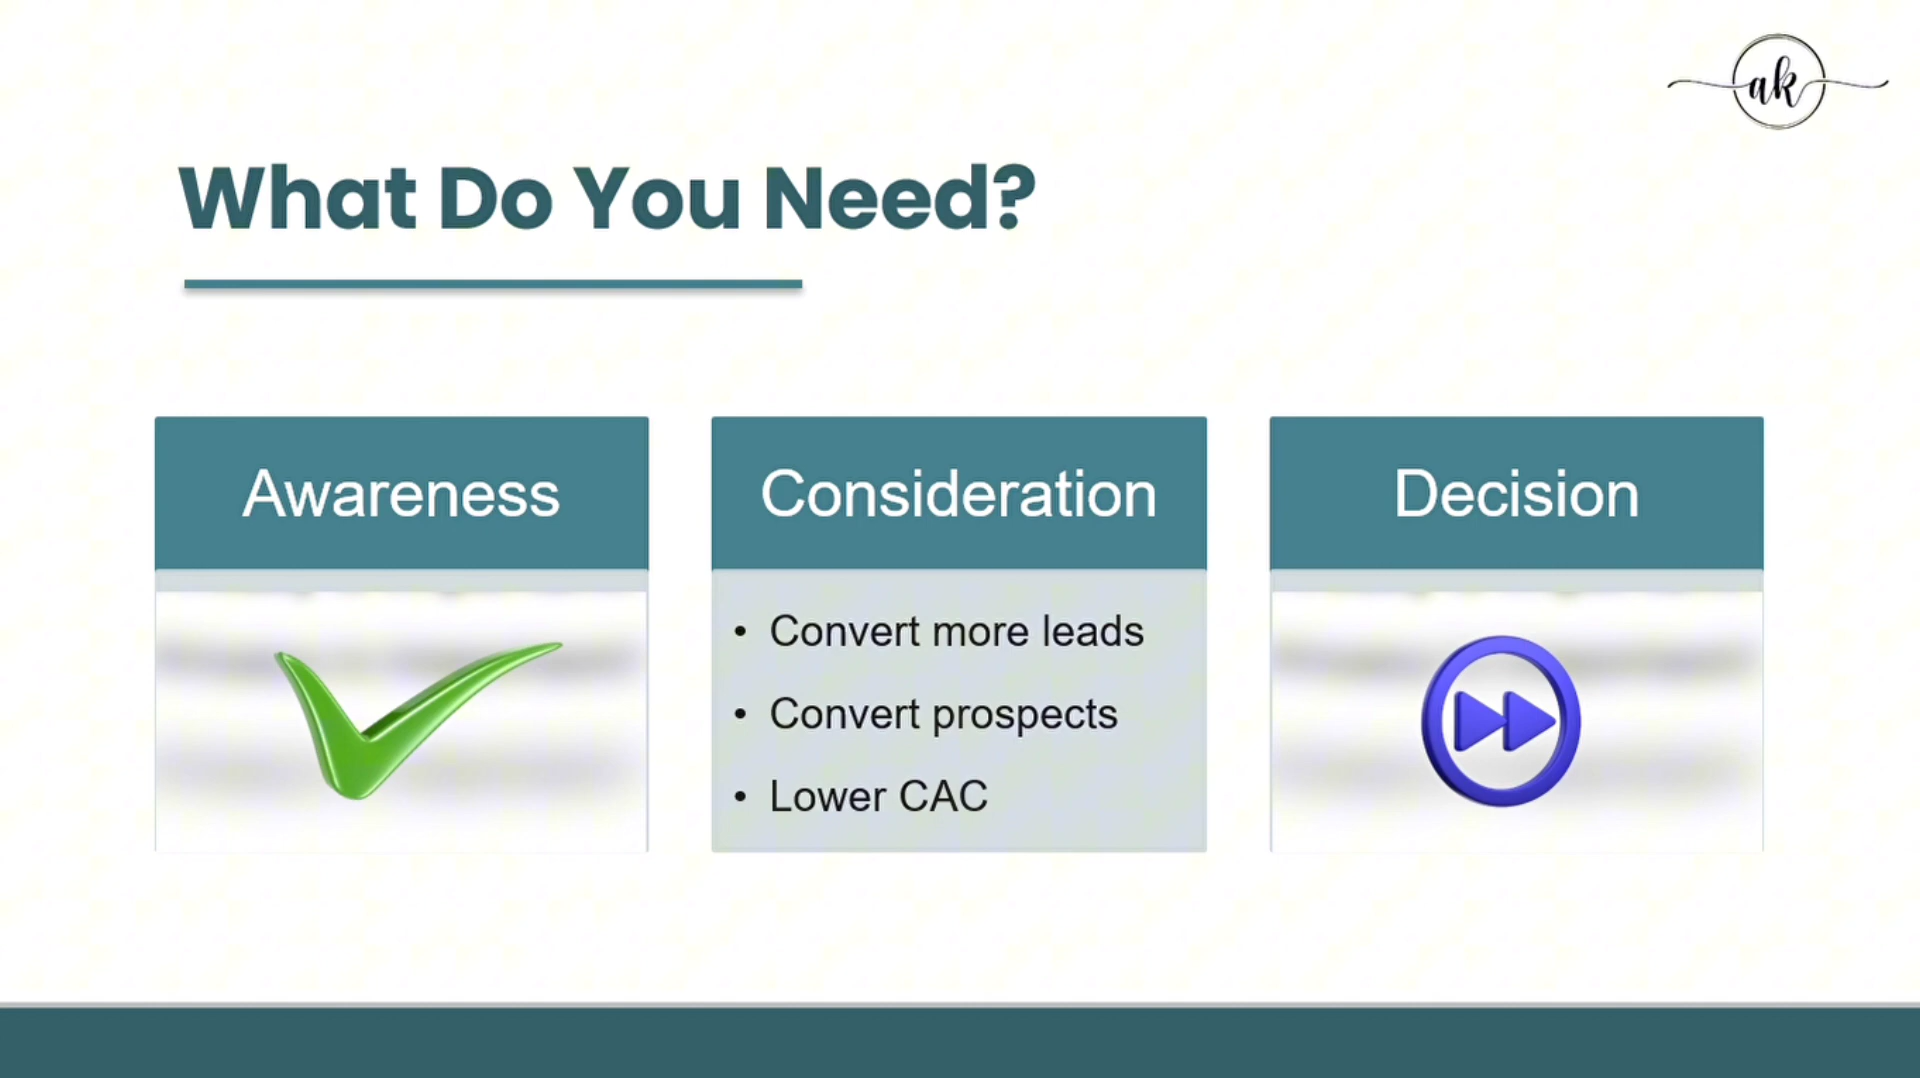 ak
What Do You Need?
Awareness
Consideration
• Convert more leads
• Convert prospects
• Lower CAC
Decision